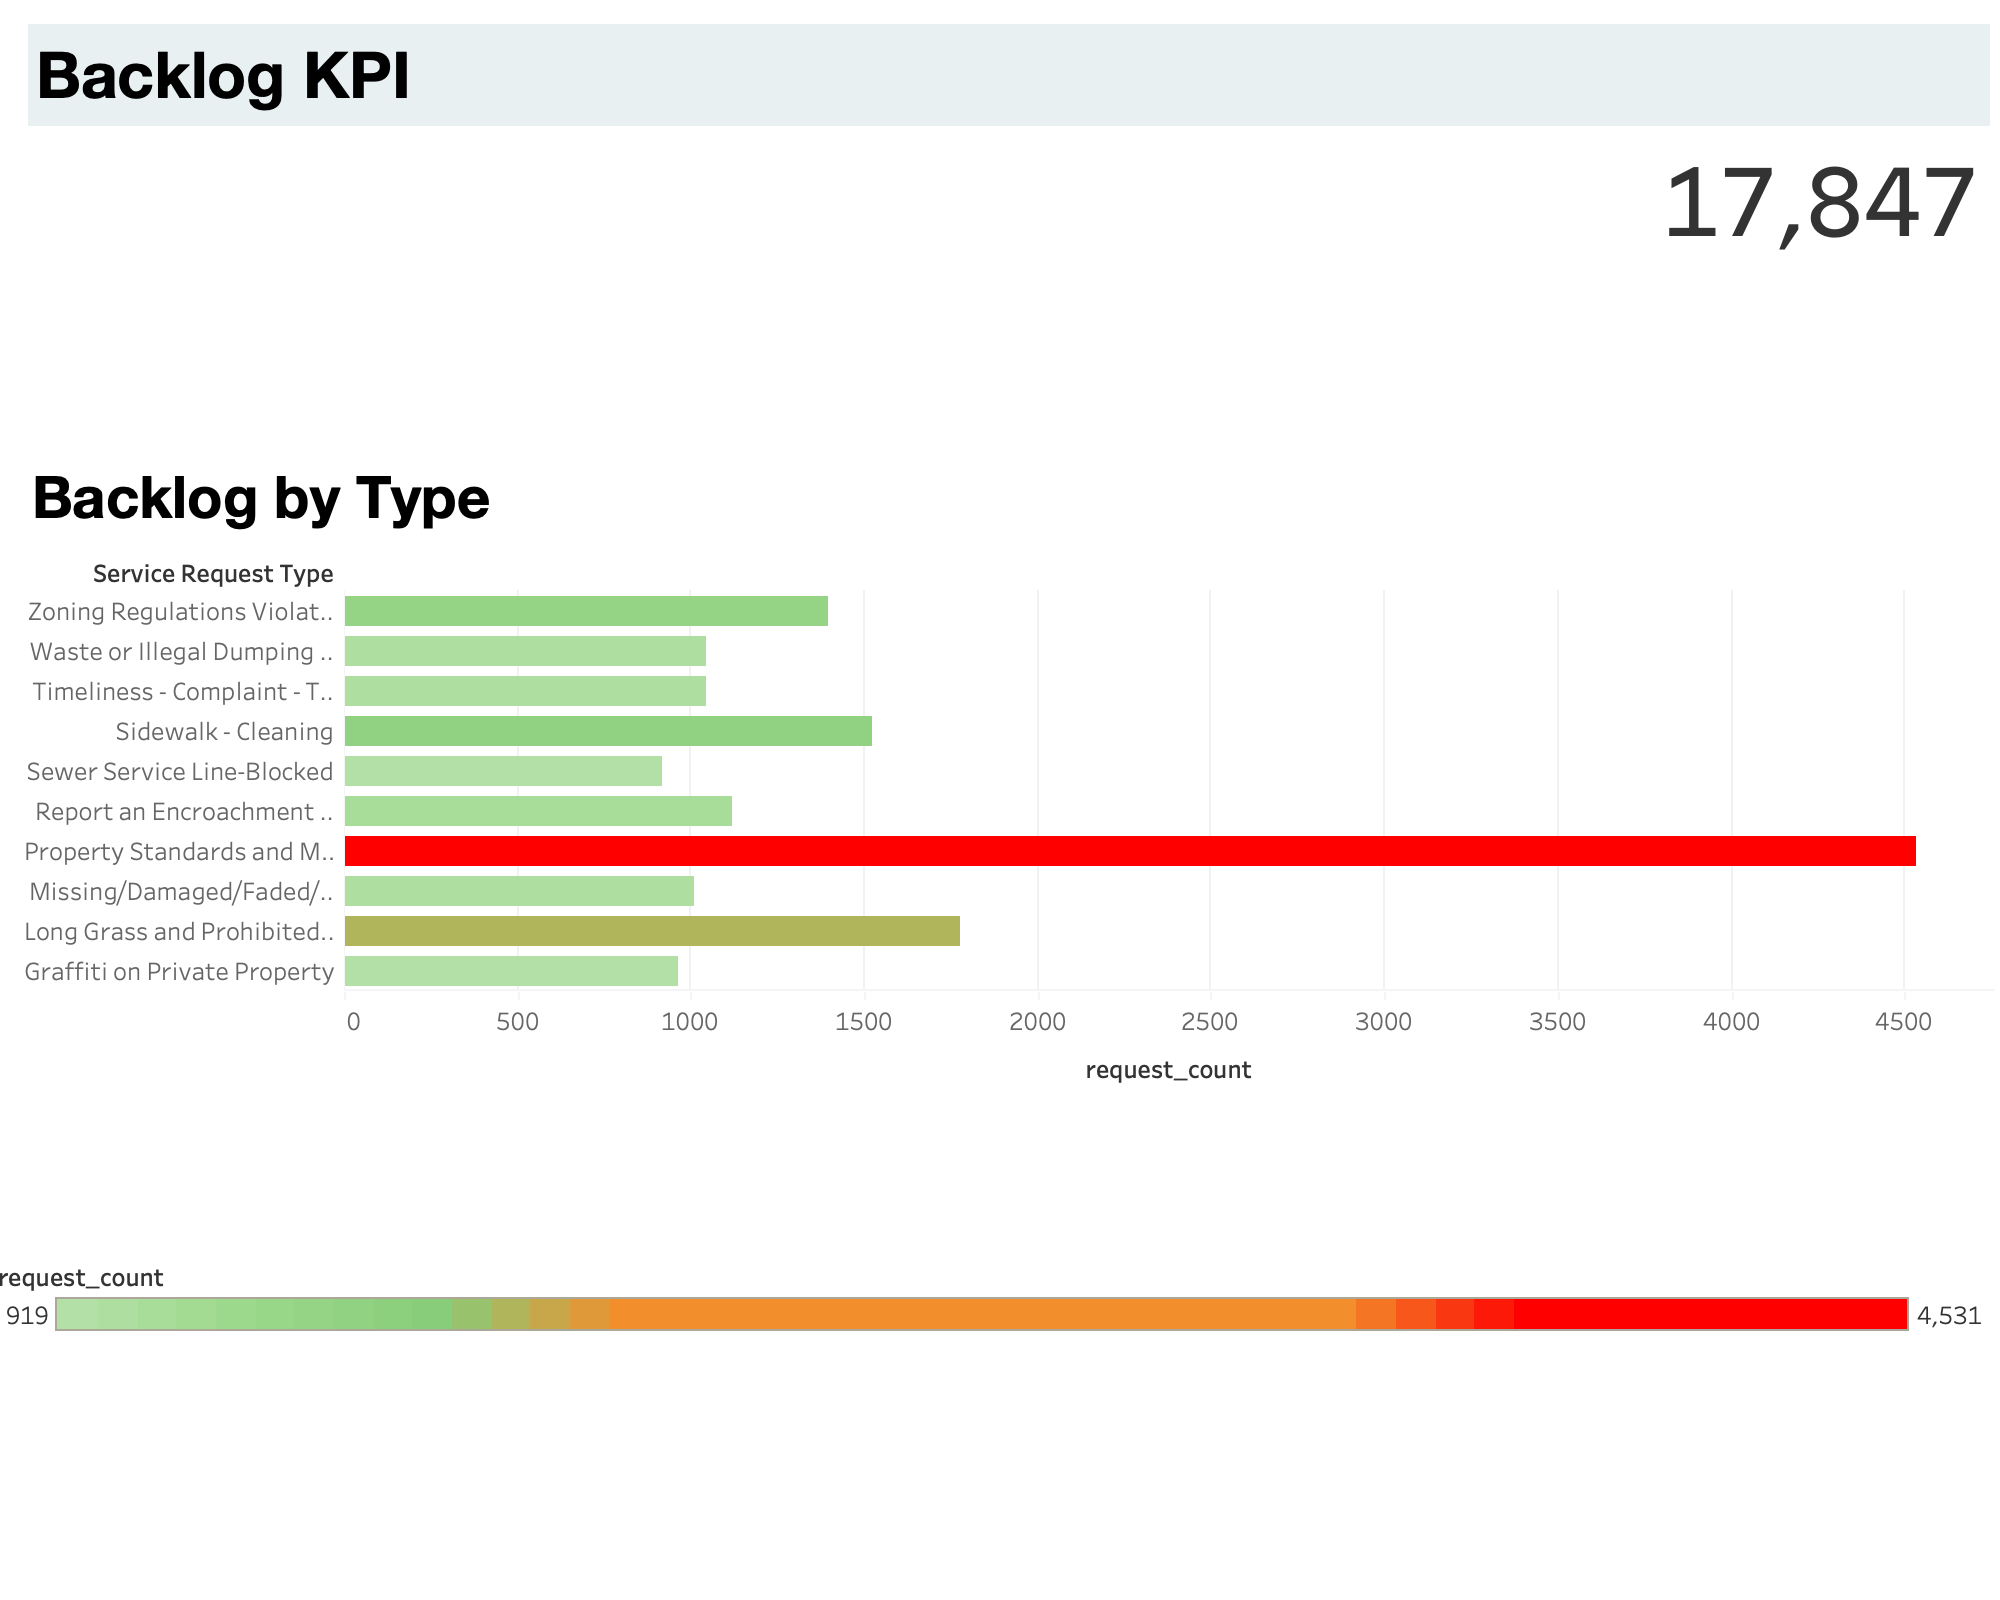 Backlog KPI
17,847
Backlog by Type
Service Request Type
Zoning Regulations Violat..
Waste or Illegal Dumping ..
Timeliness - Complaint - T..
Sidewalk - Cleaning
Sewer Service Line-Blocked
Report an Encroachment ..
Property Standards and M..
Missing/Damaged/Faded/..
Long Grass and Prohibited..
Graffiti on Private Property
0 500 1000 1500 2000 2500 3000 3500 4000 4500
request_count
request_count
919 4,531